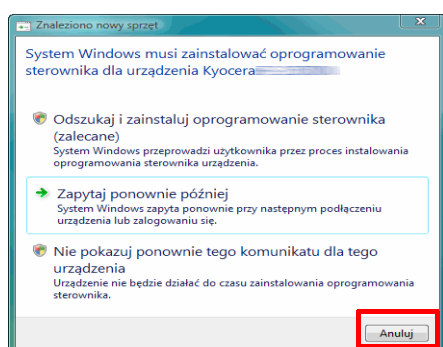 Znaleziono nowy sprzęt
System Windows musi zainstalować oprogramowanie
sterownika dla urządzenia Kyocera
Odszukaj i zainstaluj oprogramowanie sterownika
(zalecane)
System Windows przeprowadzi użytkownika przez proces instalowania
oprogramowania sterownika urządzenia.
Zapytaj ponownie później
System Windows zapyta ponownie przy następnym podłączeniu
urządzenia lub zalogowaniu się.
Nie pokazuj ponownie tego komunikatu dla tego
urządzenia
Urządzenie nie będzie działać do czasu zainstalowania oprogramowania
sterownika.
Anuluj